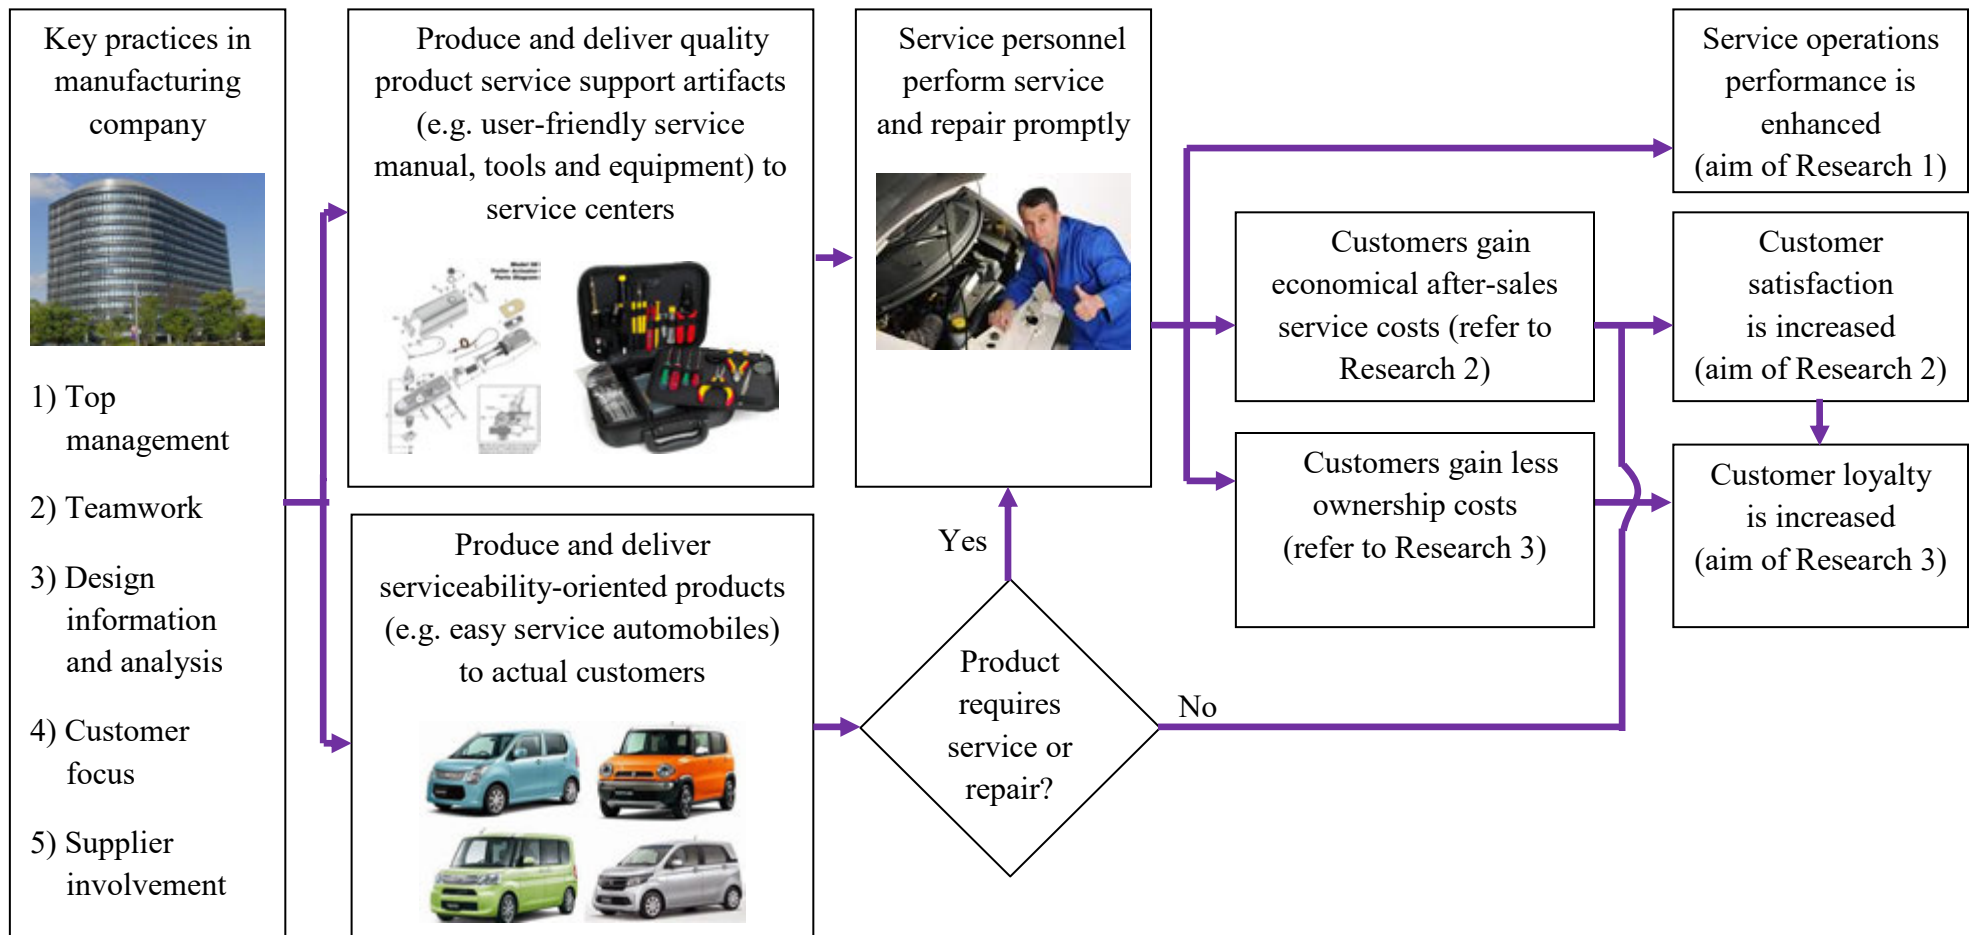 Key practices in
manufacturing
company
1) Top
management
2) Teamwork
3) Design
information
and analysis
4) Customer
focus
5) Supplier
involvement
Produce and deliver quality
product service support artifacts
(e.g. user-friendly service
manual, tools and equipment) to
service centers
Produce and deliver
serviceability-oriented products
(e.g. easy service automobiles)
to actual customers
Service personnel
perform service
and repair promptly
Yes
Product
requires
service or
repair?
No
Customers gain
economical after-sales
service costs (refer to
Research 2)
Customers gain less
ownership costs
(refer to Research 3)
Service operations
performance is
enhanced
(aim of Research 1)
Customer
satisfaction
is increased
(aim of Research 2)
Customer loyalty
is increased
(aim of Research 3)